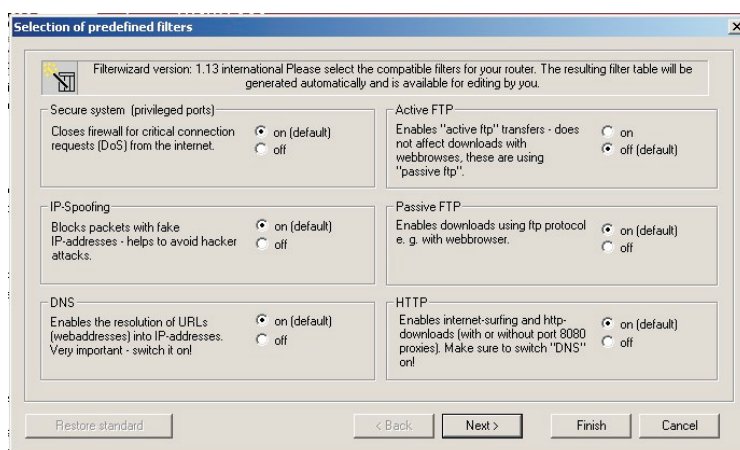 Selection of predefined filters
Filterwizard version: 1.13 international Please select the compatible filters for your router. The resulting filter table will be
generated automatically and is available for editing by you.
Secure system (privileged ports)
Closes firewall for critical connection
requests (DoS) from the internet.
on (default)
off
Active FTP
Enables "active ftp" transfers - does
not affect downloads with
webbrowses, these are using
"passive ftp".
on
off (default)
IP-Spoofing
Blocks packets with fake
IP-addresses - helps to avoid hacker
attacks.
on (default)
off
Passive FTP
Enables downloads using ftp protocol
e. g. with webbrowser.
on (default)
off
DNS
Enables the resolution of URLs
(webaddresses) into IP-addresses.
Very important - switch it on!
on (default)
off
HTTP
Enables internet-surfing and http-
downloads (with or without port 8080
proxies). Make sure to switch "DNS"
on!
on (default)
off
Restore standard
< Back
Next >
Finish
Cancel